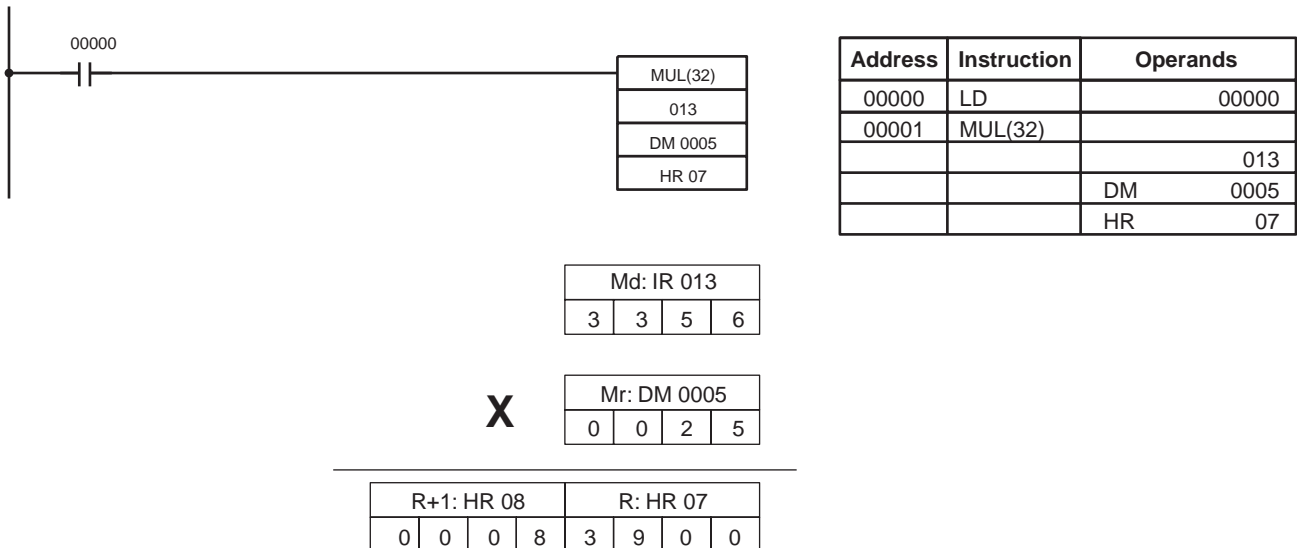 00000
MUL(32)
013
DM 0005
HR 07
Address Instruction Operands
00000 LD 00000
00001 MUL(32)
013
DM 0005
HR 07
Md: IR 013
3 3 5 6
X
Mr: DM 0005
0 0 2 5
R+1: HR 08 R: HR 07
0 0 0 8 3 9 0 0